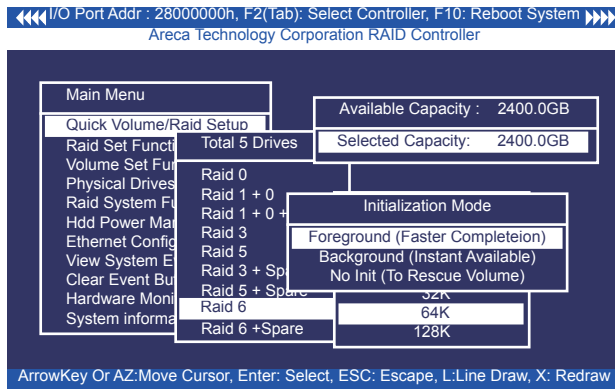 I/O Port Addr : 28000000h, F2(Tab): Select Controller, F10: Reboot System
Areca Technology Corporation RAID Controller
Main Menu
Quick Volume/Raid Setup
Raid Set Functi
Volume Set Fun
Physical Drives
Raid System Fu
Hdd Power Man
Ethernet Config
View System E
Clear Event Bu
Hardware Moni
System informa
Total 5 Drives
Raid 0
Raid 1 + 0
Raid 1 + 0 +
Raid 3
Raid 5
Raid 3 + Spa
Raid 5 + Spare
Raid 6
Raid 6 +Spare
Available Capacity : 2400.0GB
Selected Capacity: 2400.0GB
Initialization Mode
Foreground (Faster Completeion)
Background (Instant Available)
No Init (To Rescue Volume)
32K
64K
128K
ArrowKey Or AZ:Move Cursor, Enter: Select, ESC: Escape, L:Line Draw, X: Redraw